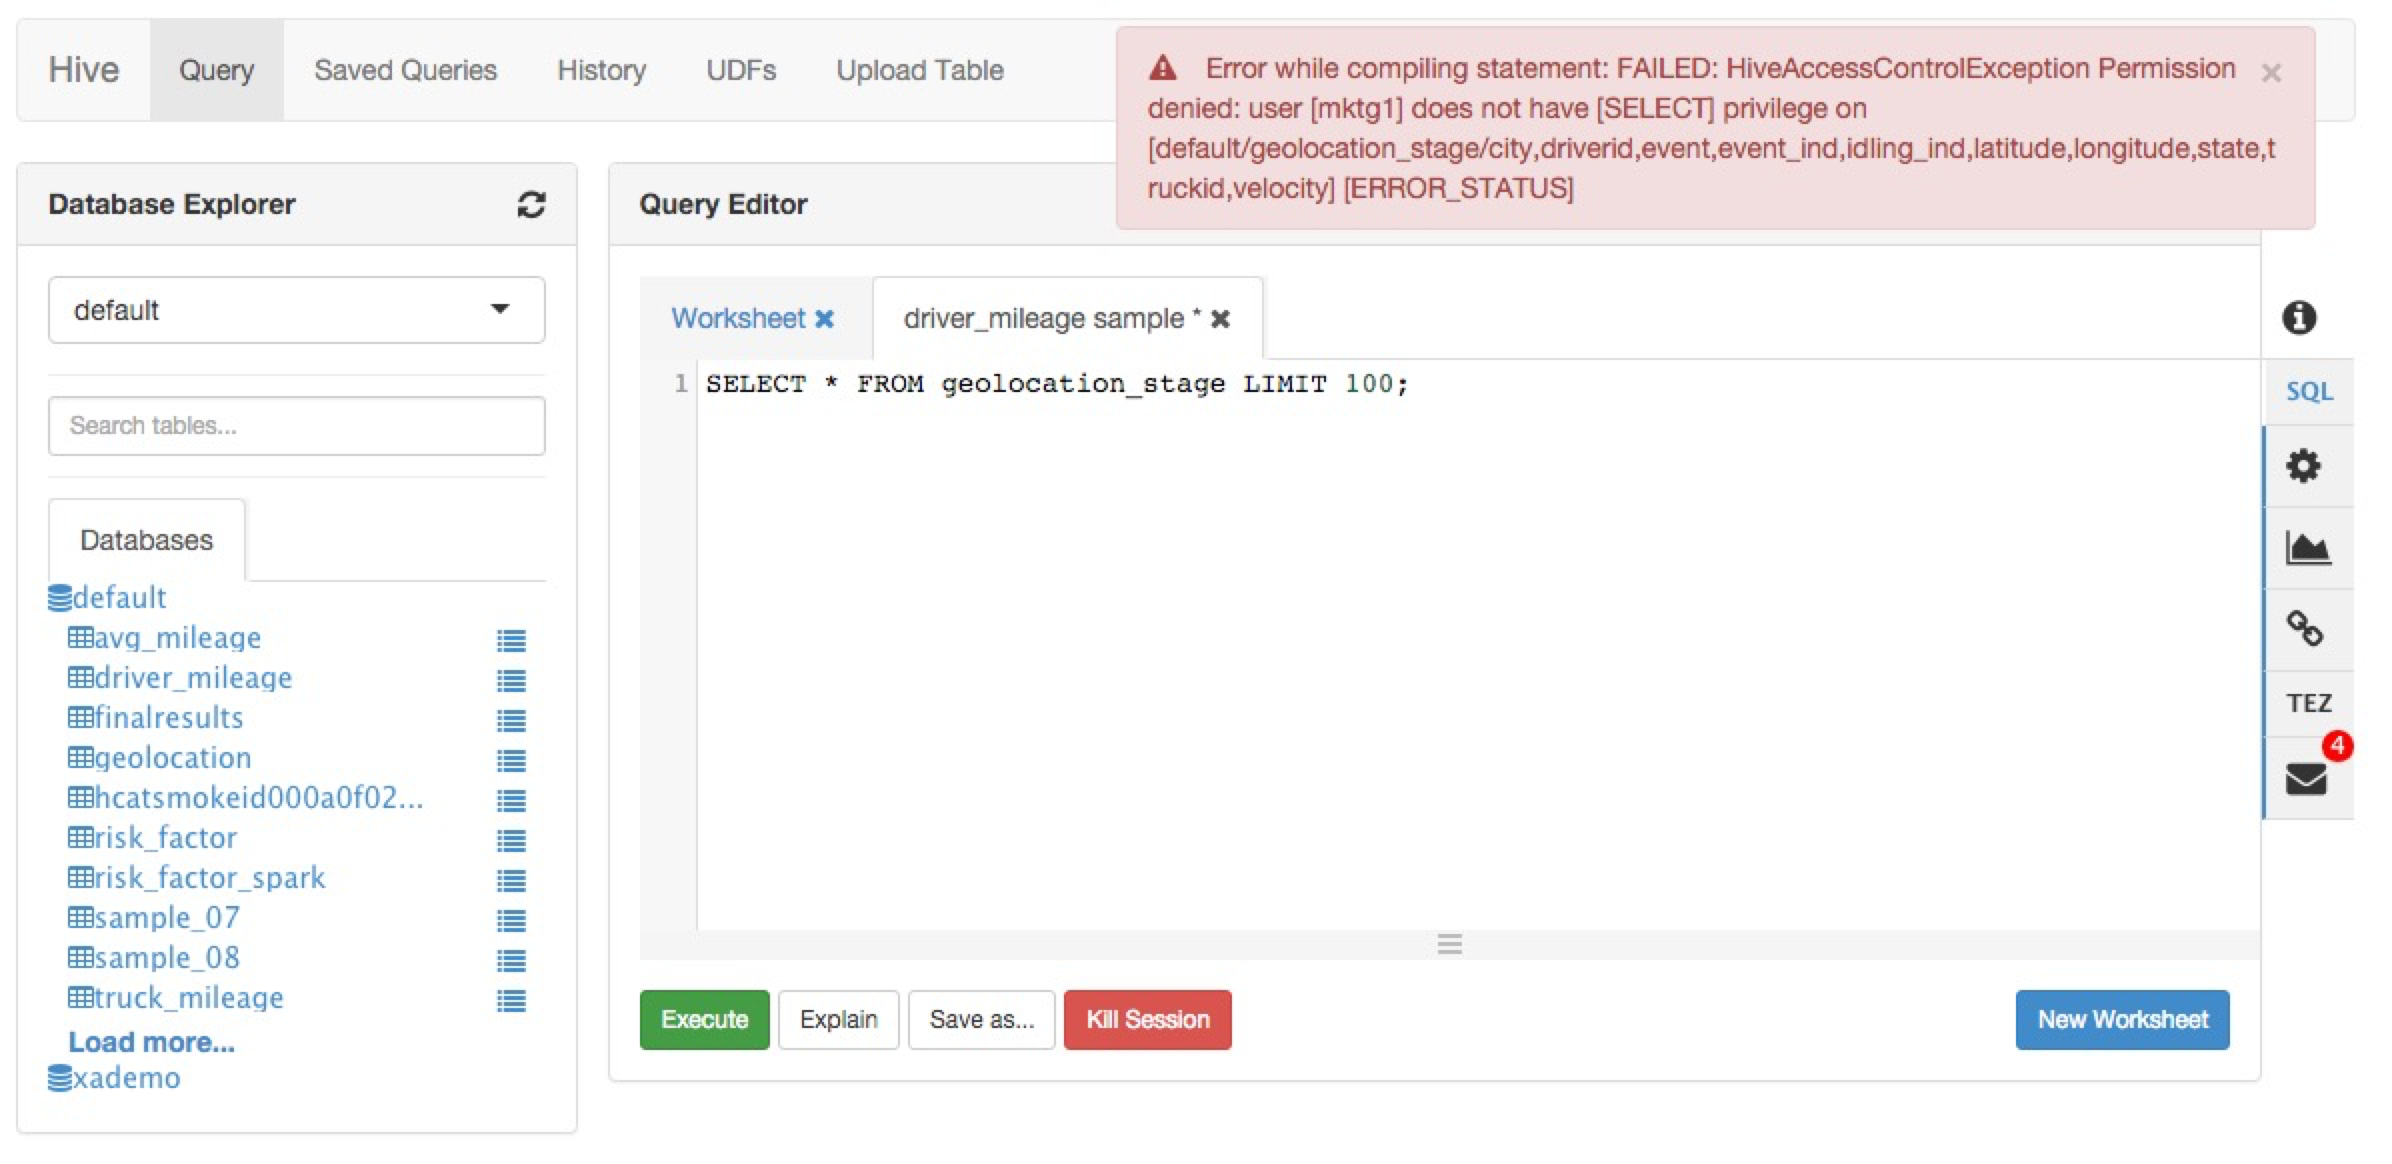 Hive Query Saved Queries History UDFs Upload Table
Error while compiling statement: FAILED: HiveAccessControlException Permission
denied: user [mktg1] does not have [SELECT] privilege on
[default/geolocation_stage/city,driverid,event,event_ind,idling_ind,latitude,longitude,state,t
ruckid,velocity] [ERROR_STATUS]
Database Explorer
default
Search tables...
Databases
default
avg_mileage
driver_mileage
finalresults
geolocation
hcatsmokeid000a0f02...
risk_factor
risk_factor_spark
sample_07
sample_08
truck_mileage
Load more...
xademo
Query Editor
Worksheet driver_mileage sample *
1 SELECT * FROM geolocation_stage LIMIT 100;
Execute Explain Save as... Kill Session New Worksheet
SQL
TEZ
4